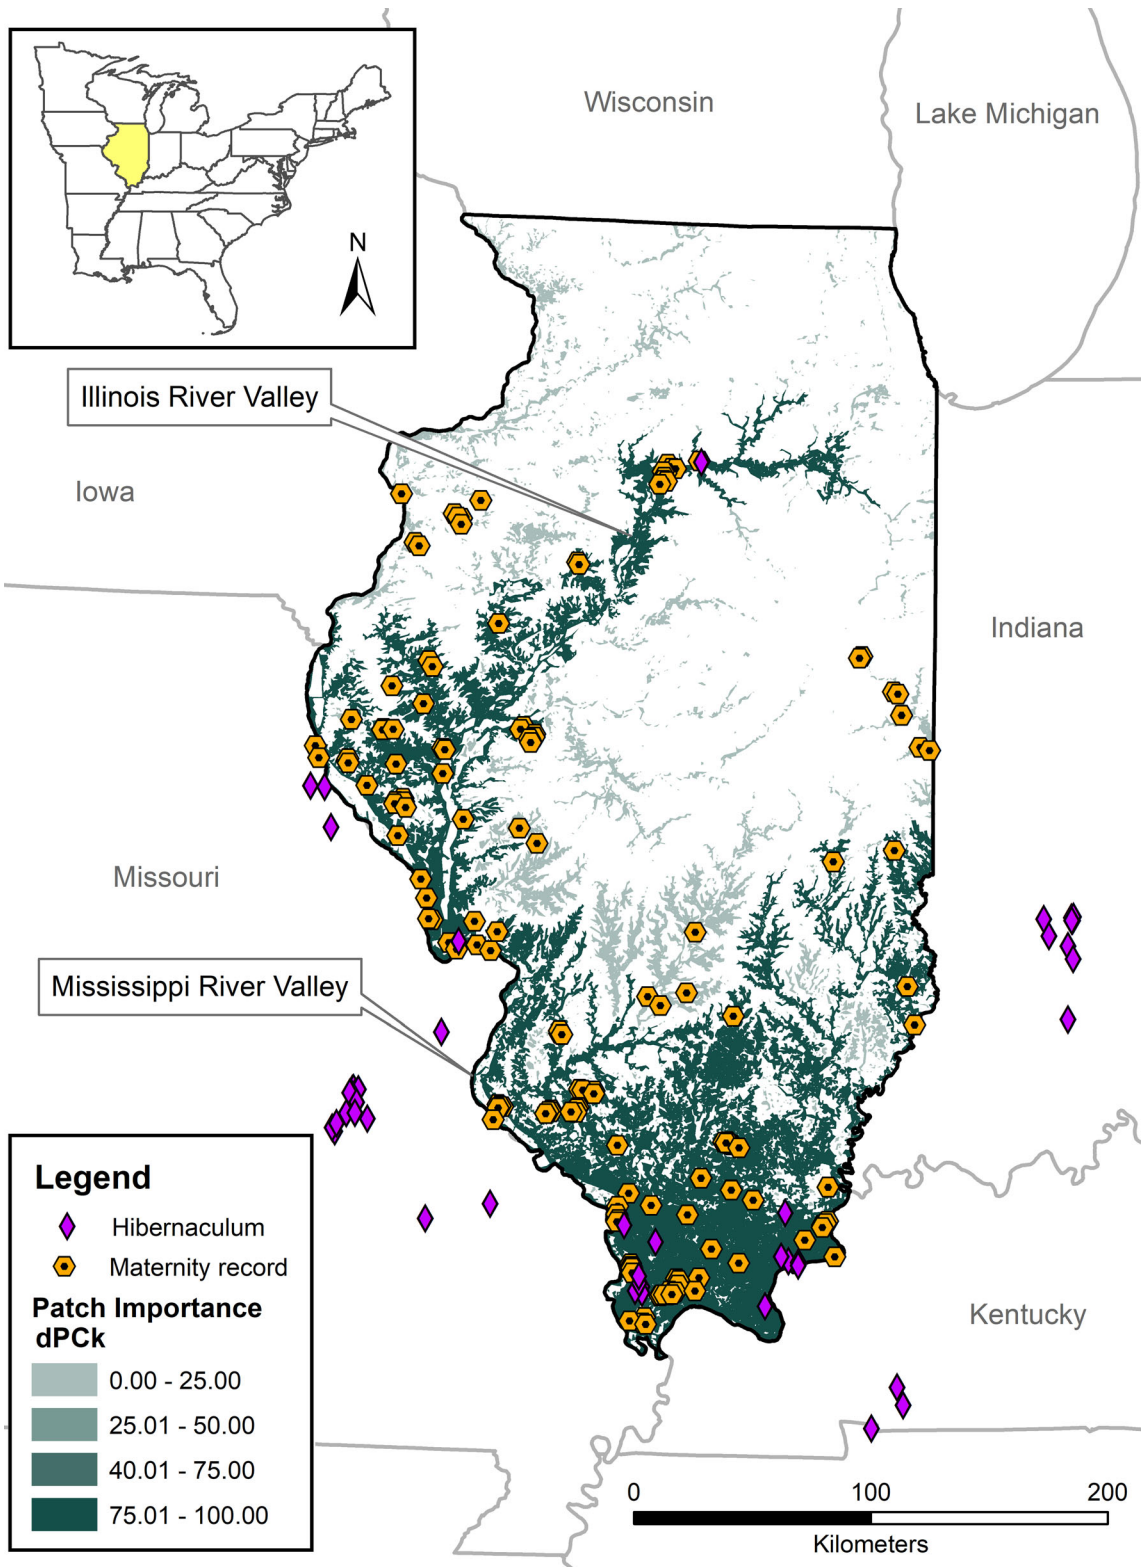 Wisconsin
Lake Michigan
N
Illinois River Valley
Iowa
Indiana
Missouri
Mississippi River Valley
Legend
Hibernaculum
Maternity record
Patch Importance
dPCk
0.00 - 25.00
25.01 - 50.00
40.01 - 75.00
75.01 - 100.00
Kentucky
0 100 200
Kilometers